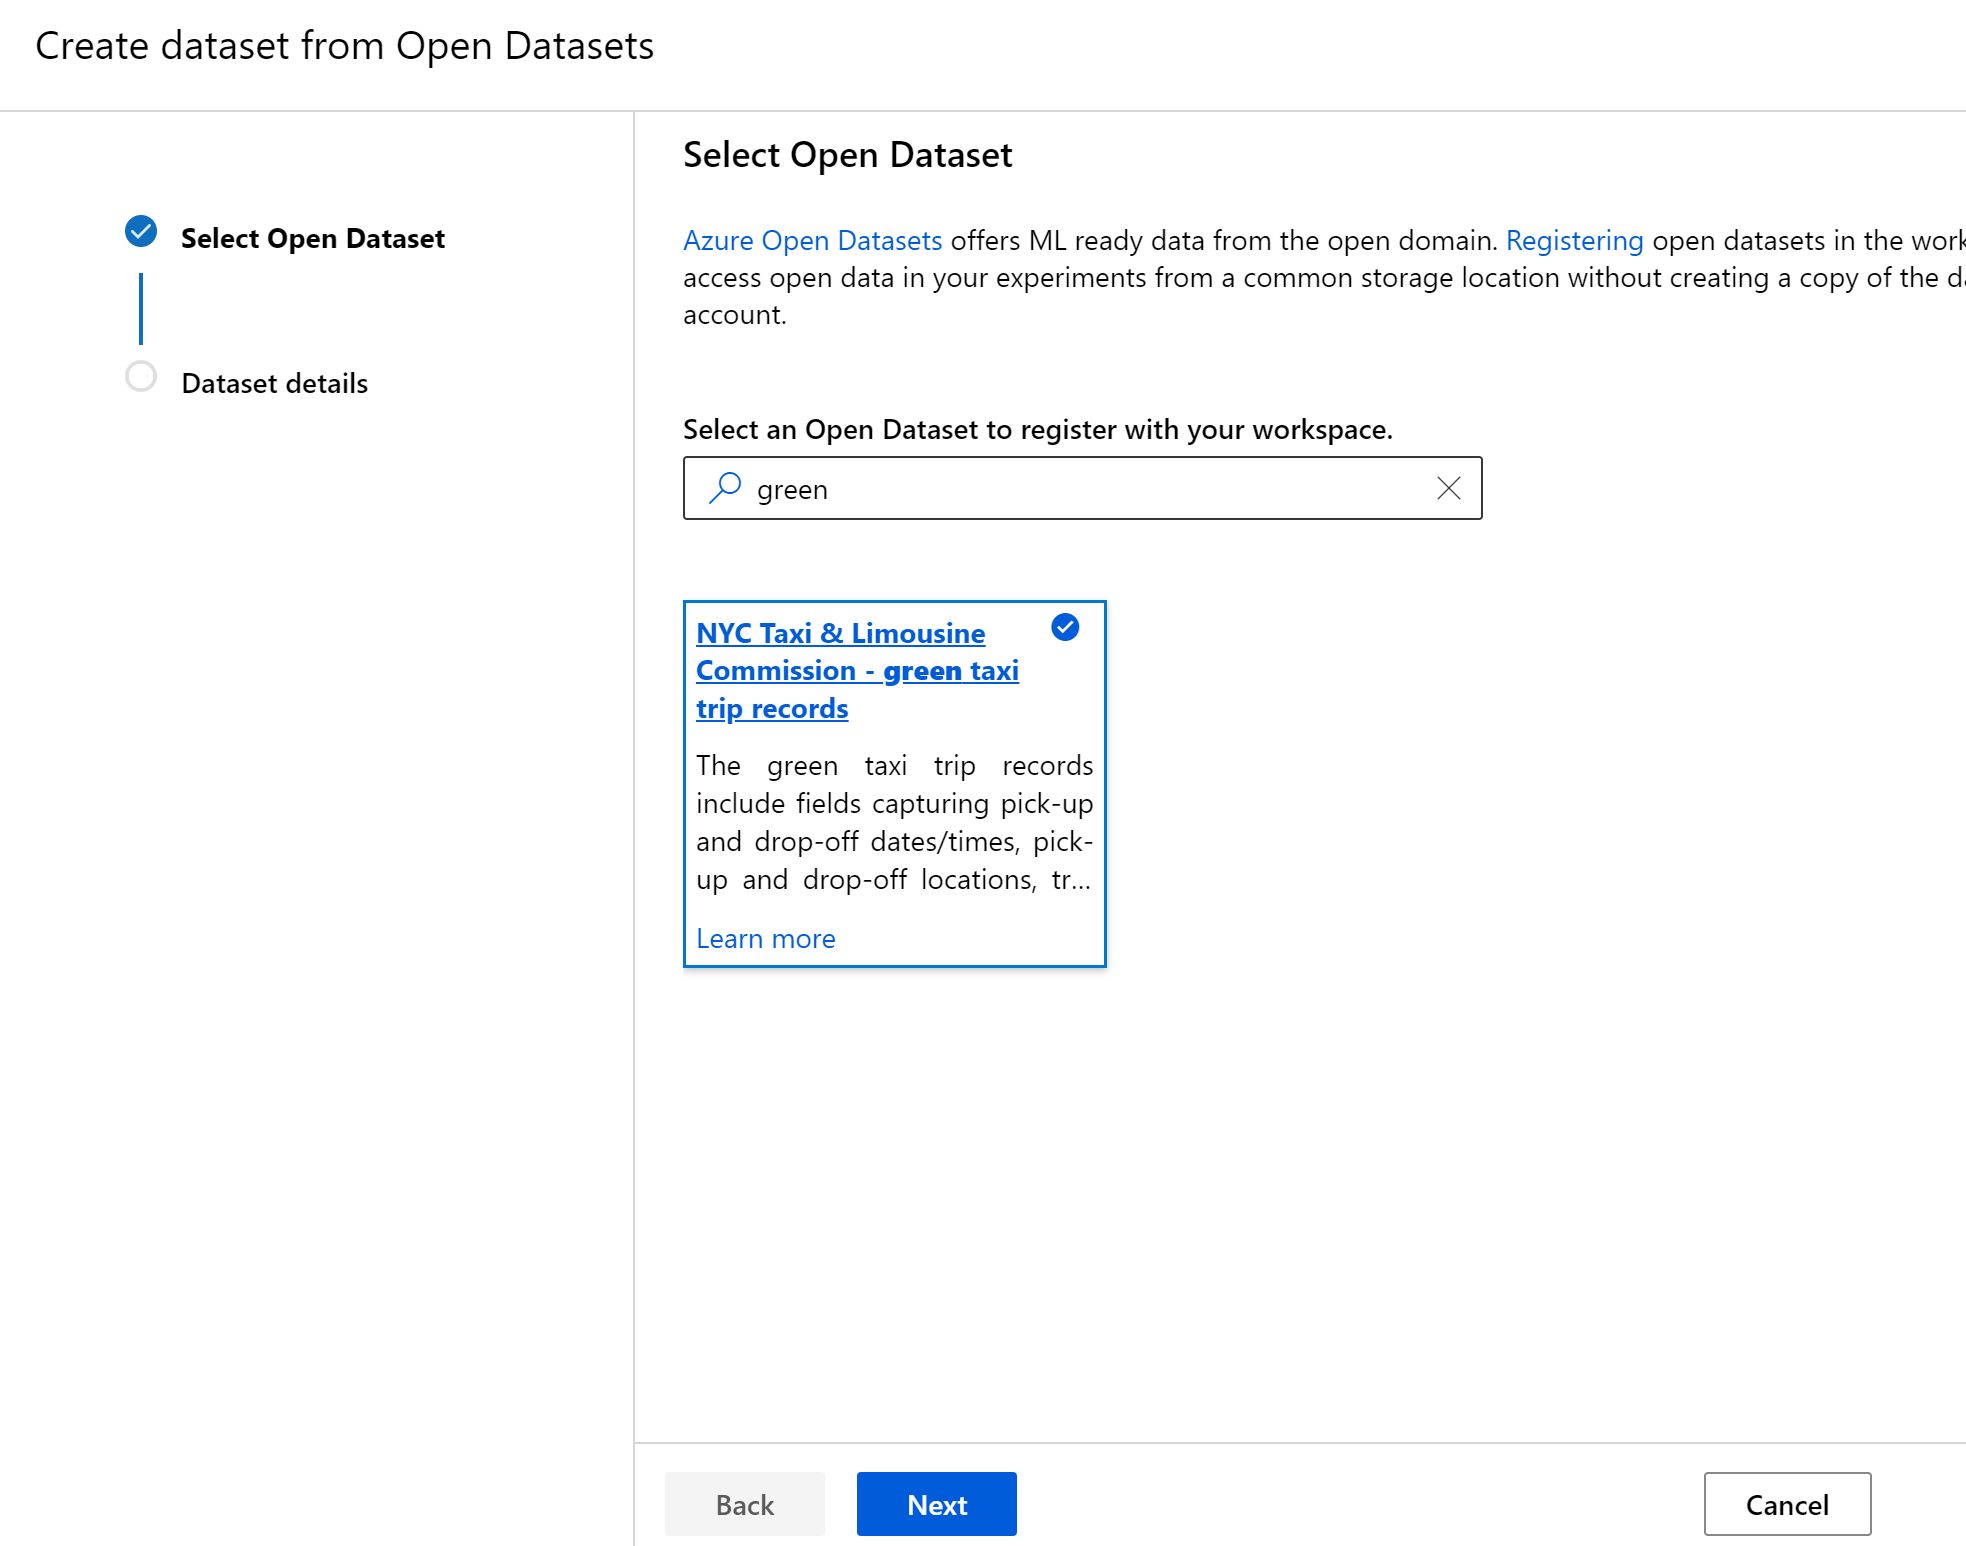 Create dataset from Open Datasets
Select Open Dataset
Dataset details
Select Open Dataset
Azure Open Datasets offers ML ready data from the open domain. Registering open datasets in the
access open data in your experiments from a common storage location without creating a copy of the
account.
Select an Open Dataset to register with your workspace.
green
NYC Taxi & Limousine
Commission - green taxi
trip records
The green taxi trip records
include fields capturing pick-up
and drop-off dates/times, pick-
up and drop-off locations, tr...
Learn more
Back
Next
Cancel